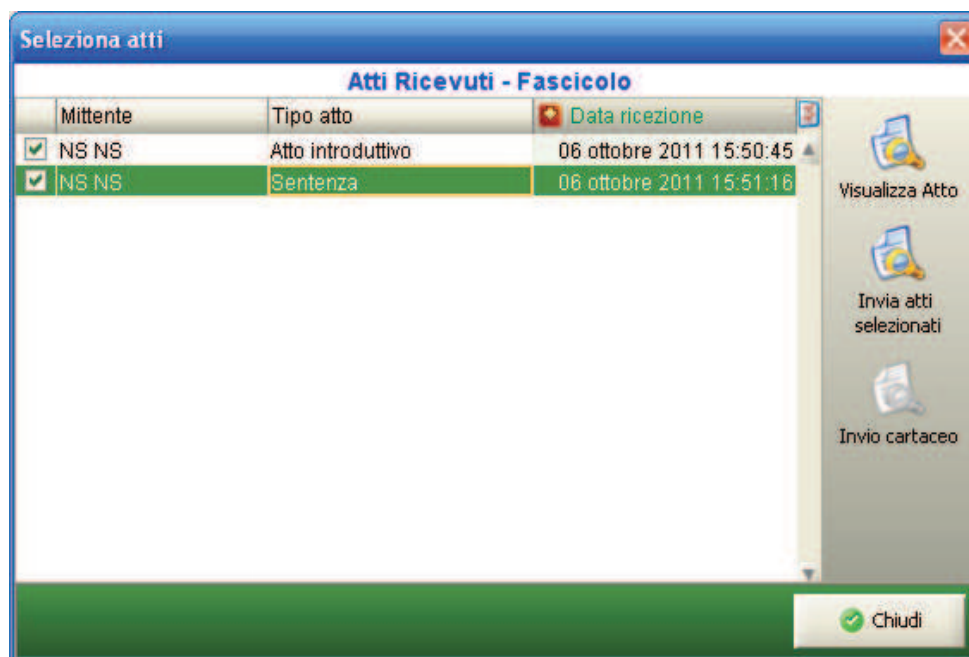 Seleziona atti
Atti Ricevuti - Fascicolo
Mittente Tipo atto Data ricezione
NS NS Atto introduttivo 06 ottobre 2011 15:50:45
NS NS Sentenza 06 ottobre 2011 15:51:16
Visualizza Atto
Invia atti
selezionati
Invio cartaceo
Chiudi